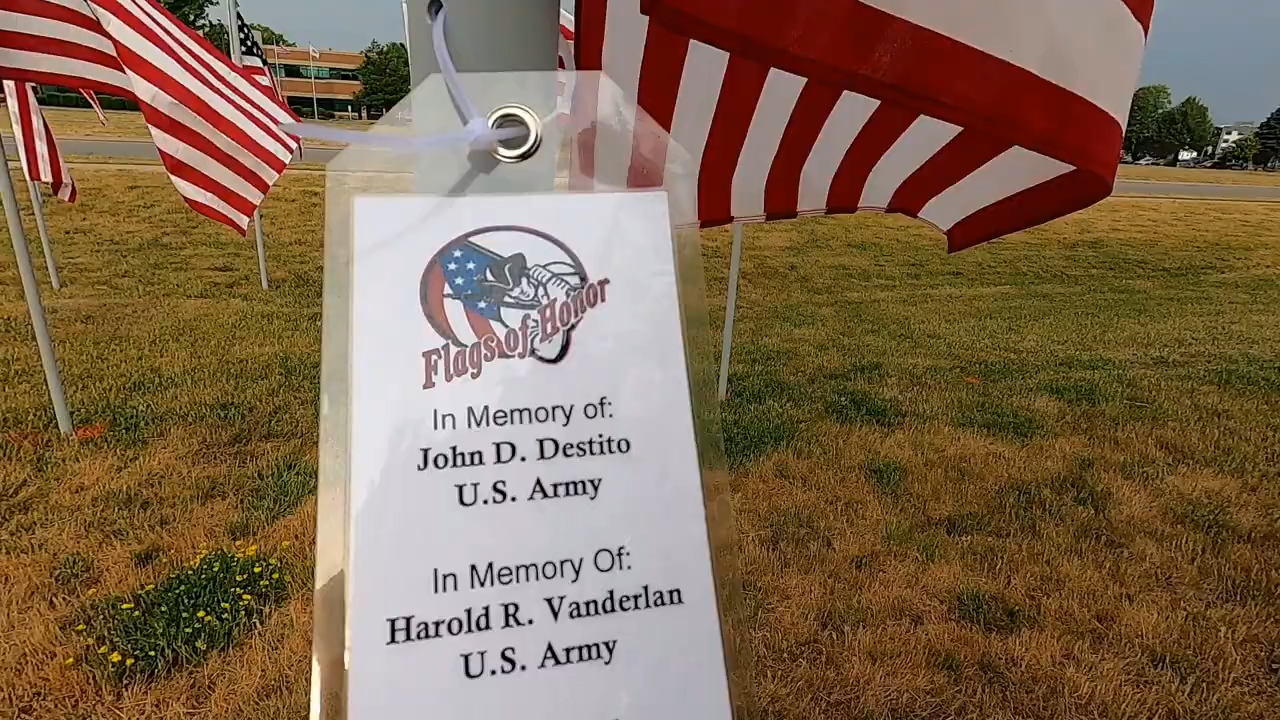 Flags of Honor
In Memory of:
John D. Destito
U.S. Army
In Memory Of:
Harold R. Vanderlan
U.S. Army